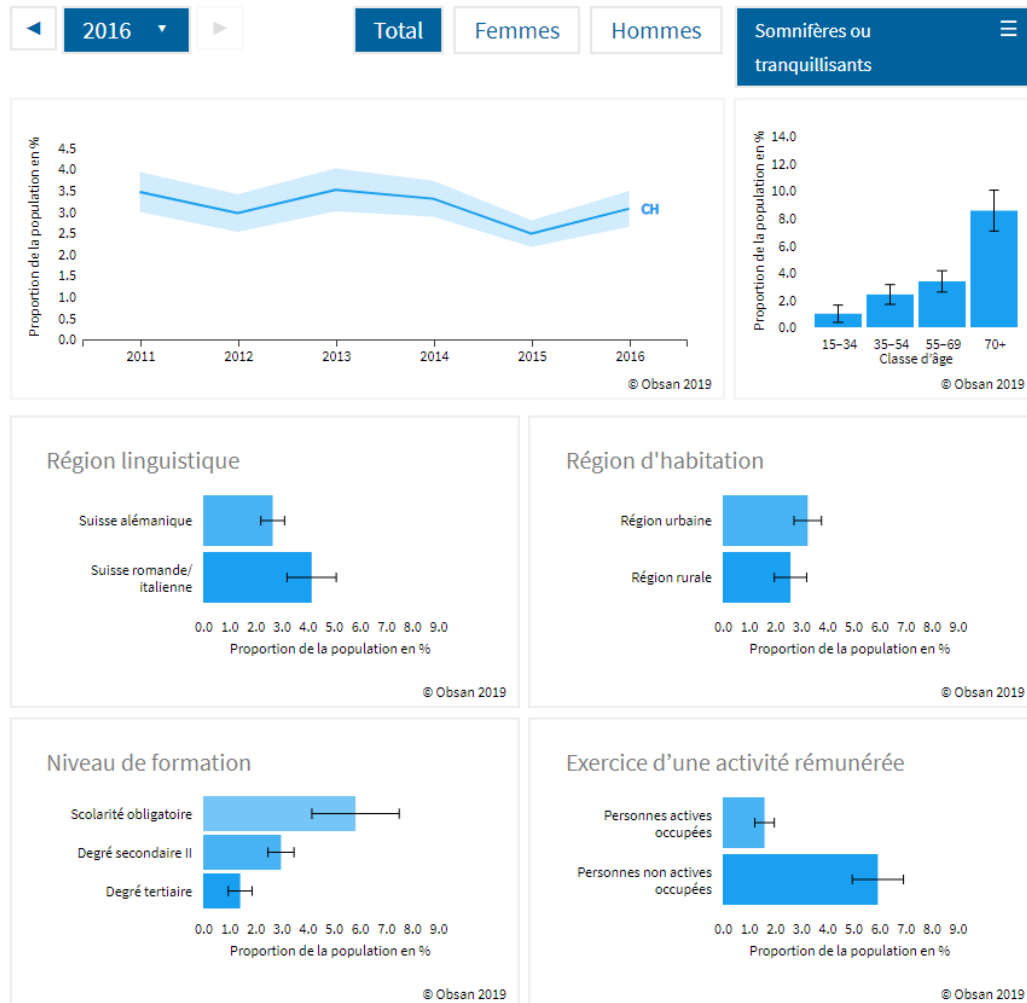 ◄
2016 ▼
►
Total
Femmes
Hommes
Somnifères ou
tranquillisants
☰
Proportion de la population en %
4.5
4.0
3.5
3.0
2.5
2.0
1.5
1.0
0.5
0.0
CH
2011 2012 2013 2014 2015 2016
© Obsan 2019
Proportion de la population en %
14.0
12.0
10.0
8.0
6.0
4.0
2.0
0.0
15–34 35–54 55–69 70+
Classe d'âge
© Obsan 2019
Région linguistique
Suisse alémanique
Suisse romande/
italienne
0.0 1.0 2.0 3.0 4.0 5.0 6.0 7.0 8.0 9.0
Proportion de la population en %
© Obsan 2019
Région d'habitation
Région urbaine
Région rurale
0.0 1.0 2.0 3.0 4.0 5.0 6.0 7.0 8.0 9.0
Proportion de la population en %
© Obsan 2019
Niveau de formation
Scolarité obligatoire
Degré secondaire II
Degré tertiaire
0.0 1.0 2.0 3.0 4.0 5.0 6.0 7.0 8.0 9.0
Proportion de la population en %
© Obsan 2019
Exercice d’une activité rémunérée
Personnes actives
occupées
Personnes non actives
occupées
0.0 1.0 2.0 3.0 4.0 5.0 6.0 7.0 8.0 9.0
Proportion de la population en %
© Obsan 2019